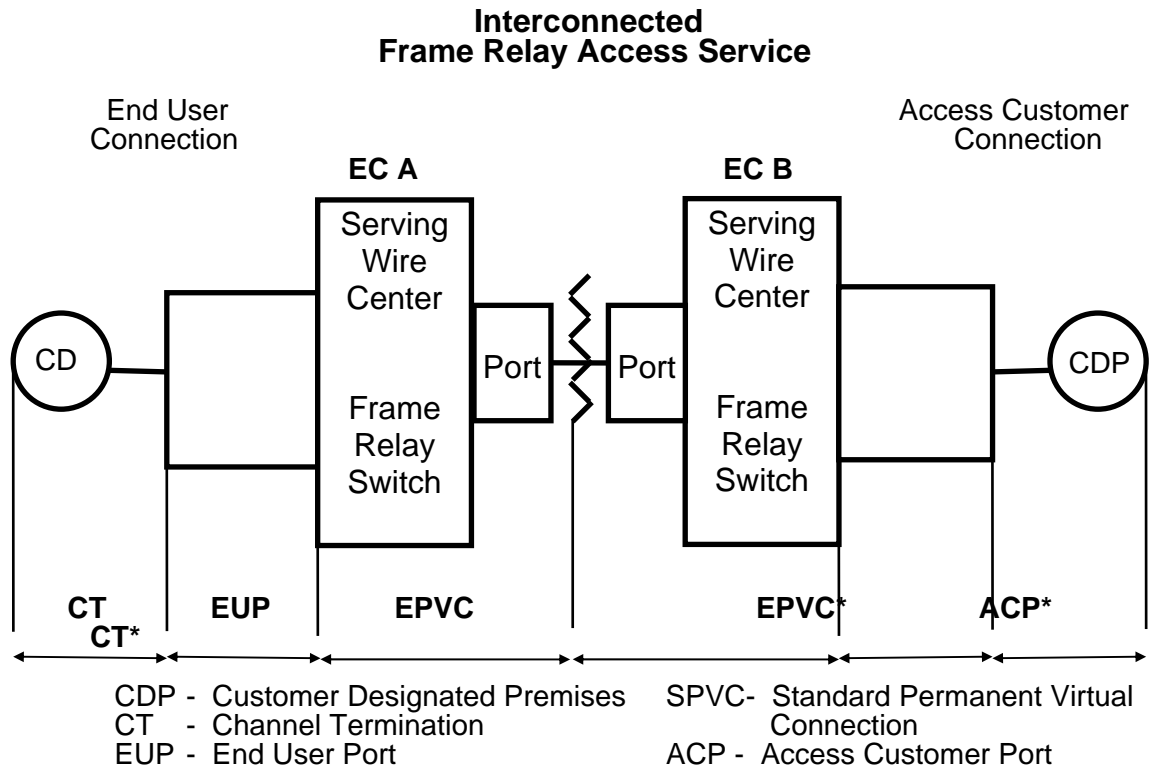 Interconnected
Frame Relay Access Service
End User
Connection
Access Customer
Connection
EC A
EC B
Serving
Wire
Center
Frame
Relay
Switch
Serving
Wire
Center
Frame
Relay
Switch
CD
Port
Port
CDP
CT
CT*
EUP
EPVC
EPVC*
ACP*
CDP - Customer Designated Premises
CT - Channel Termination
EUP - End User Port
SPVC- Standard Permanent Virtual
Connection
ACP - Access Customer Port